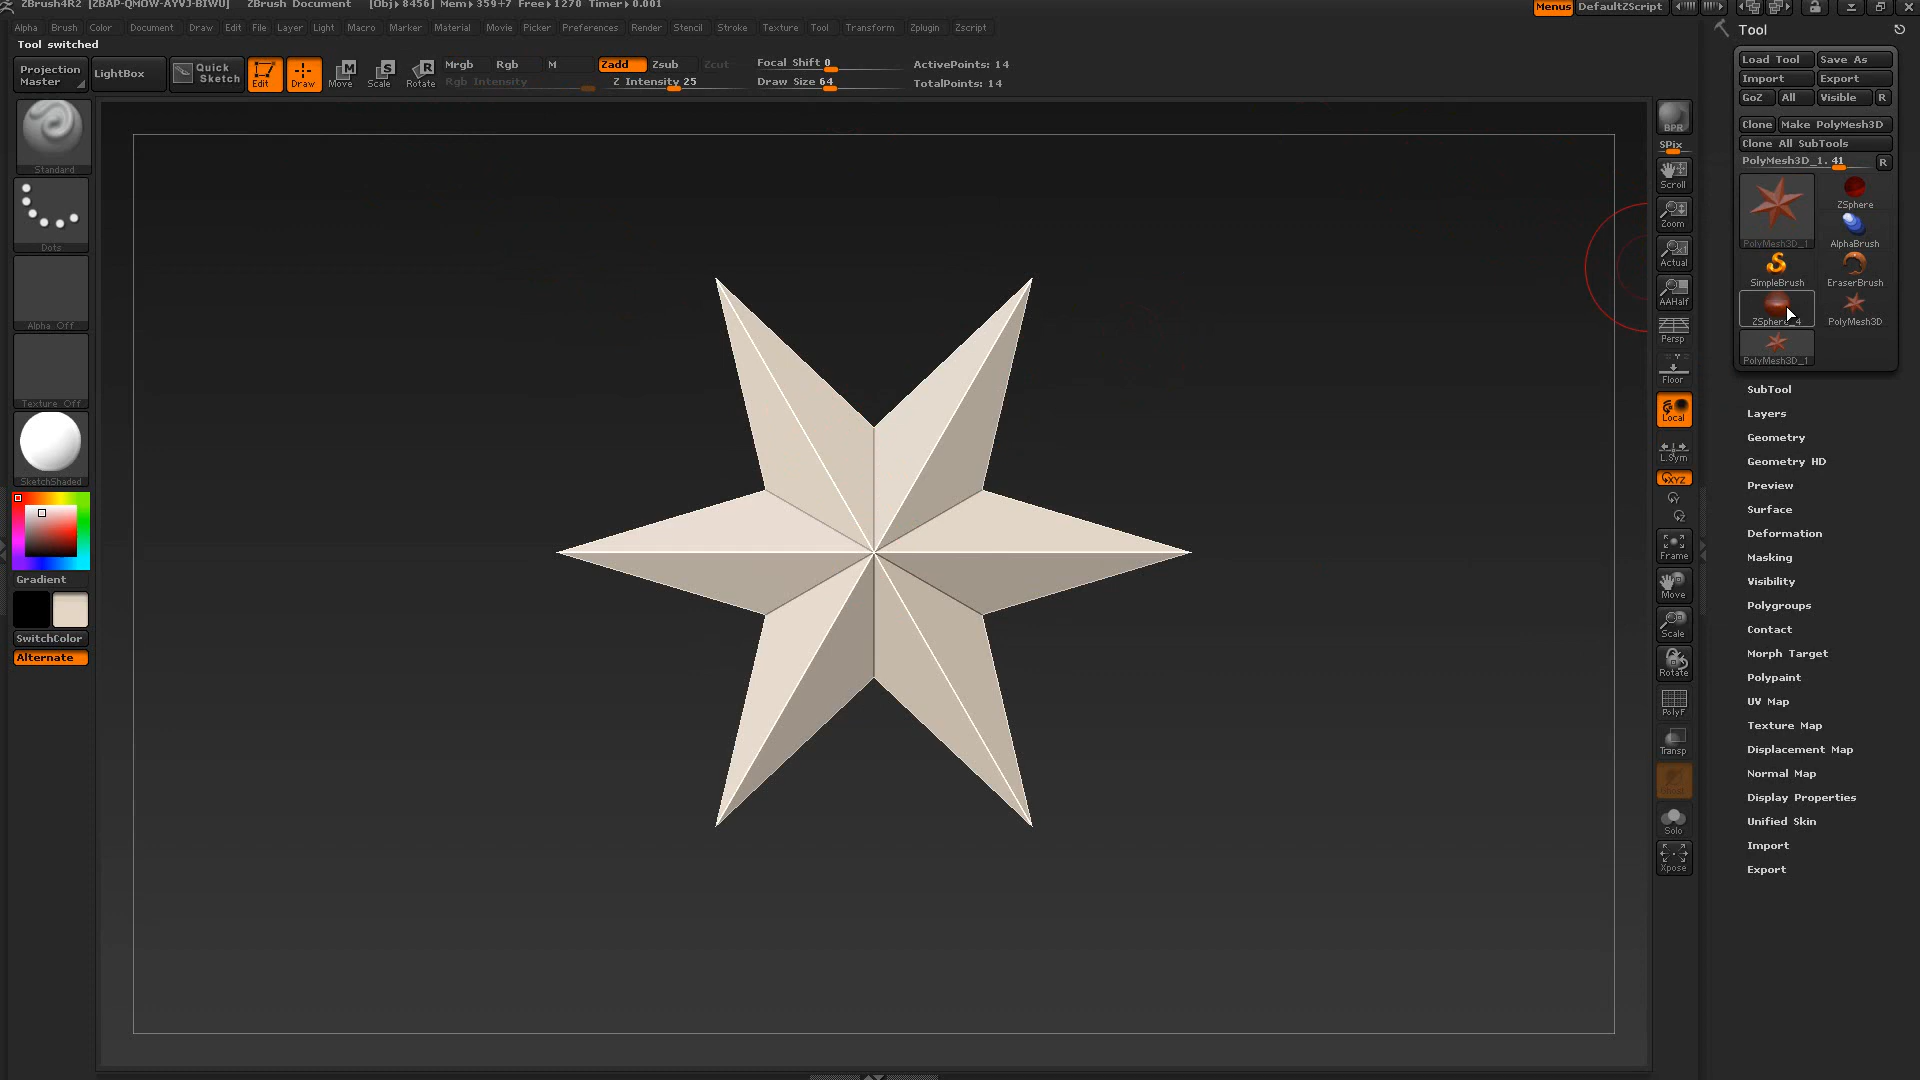 ZBrush4R2 [ZBAP-QMOW-AYVJ-BIWU] ZBrush Document [Obj▸8456] Mem▸359+7 Free▸1270 Timer▸0.001 Menus DefaultZScript
Alpha Brush Color Document Draw Edit File Layer Light Macro Marker Material Movie Picker Preferences Render Stencil Stroke Texture Tool Transform Zplugin Zscript
Tool switched
Projection Master
LightBox
Quick Sketch
Edit
Draw
Move
Scale
Rotate
Mrgb Rgb M
Rgb Intensity
Zadd Zsub Zcut
Z Intensity 25
Focal Shift 0
Draw Size 64
ActivePoints: 14
TotalPoints: 14
Standard
Dots
Alpha Off
Texture Off
SketchShaded
Gradient
SwitchColor
Alternate
BPR
SPix
Scroll
Zoom
Actual
AAHalf
Persp
Floor
Local
L.Sym
XYZ
Y
Z
Frame
Move
Scale
Rotate
PolyF
Transp
Solo
Xpose
Tool
Load Tool Save As
Import Export
GoZ All Visible R
Clone Make PolyMesh3D
Clone All SubTools
PolyMesh3D_1. 41 R
PolyMesh3D_1
ZSphere
AlphaBrush
SimpleBrush
EraserBrush
ZSphere_4
PolyMesh3D
PolyMesh3D_1
SubTool
Layers
Geometry
Geometry HD
Preview
Surface
Deformation
Masking
Visibility
Polygroups
Contact
Morph Target
Polypaint
UV Map
Texture Map
Displacement Map
Normal Map
Display Properties
Unified Skin
Import
Export